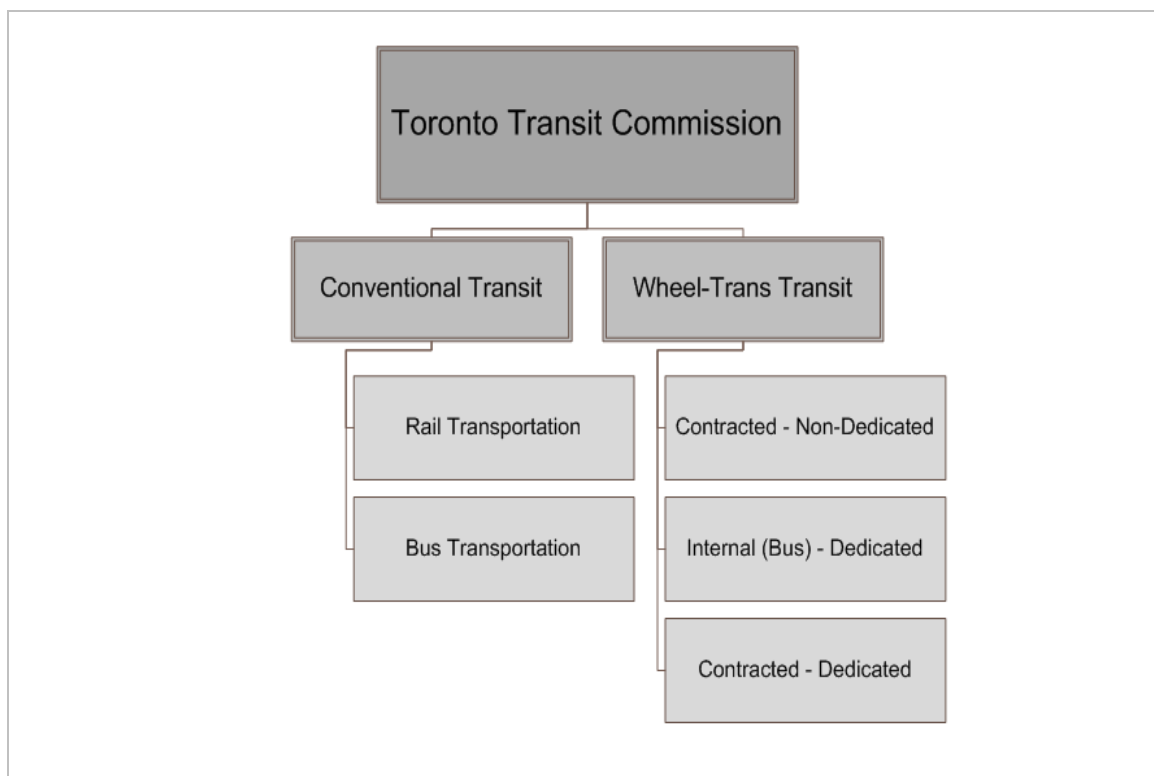 Toronto Transit Commission
Conventional Transit
Wheel-Trans Transit
Rail Transportation
Contracted - Non-Dedicated
Bus Transportation
Internal (Bus) - Dedicated
Contracted - Dedicated